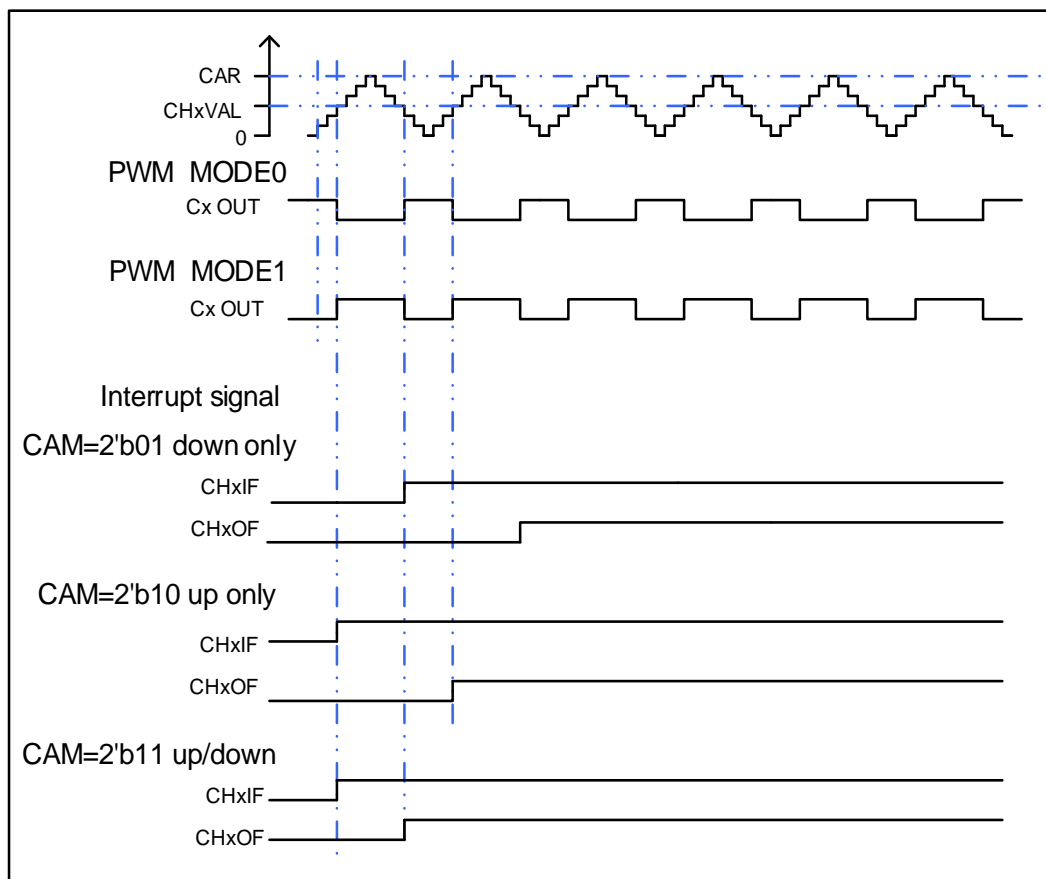 CAR
CHxVAL
0
PWM MODE0
Cx OUT
PWM MODE1
Cx OUT
Interrupt signal
CAM=2'b01 down only
CHxIF
CHxOF
CAM=2'b10 up only
CHxIF
CHxOF
CAM=2'b11 up/down
CHxIF
CHxOF